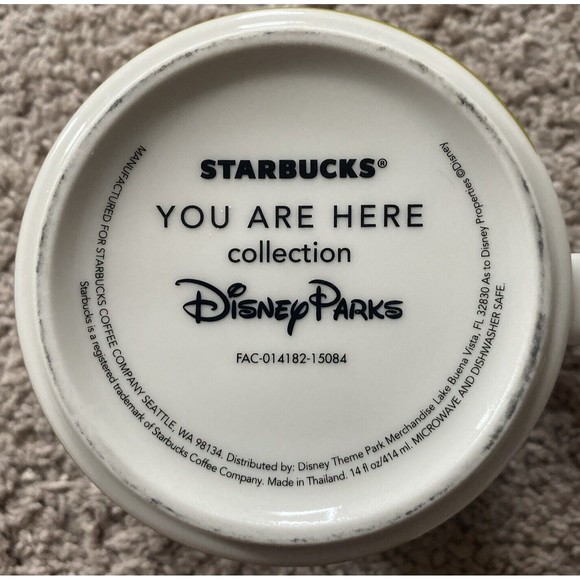 STARBUCKS®
YOU ARE HERE
collection
Disney Parks
FAC-014182-15084
MANUFACTURED FOR STARBUCKS COFFEE COMPANY SEATTLE, WA 98134. Distributed by: Disney Theme Park Merchandise Lake Buena Vista, FL 32830 As to Disney Properties ©Disney
Starbucks is a registered trademark of Starbucks Coffee Company. Made in Thailand. 14 fl oz/414 ml. MICROWAVE AND DISHWASHER SAFE.